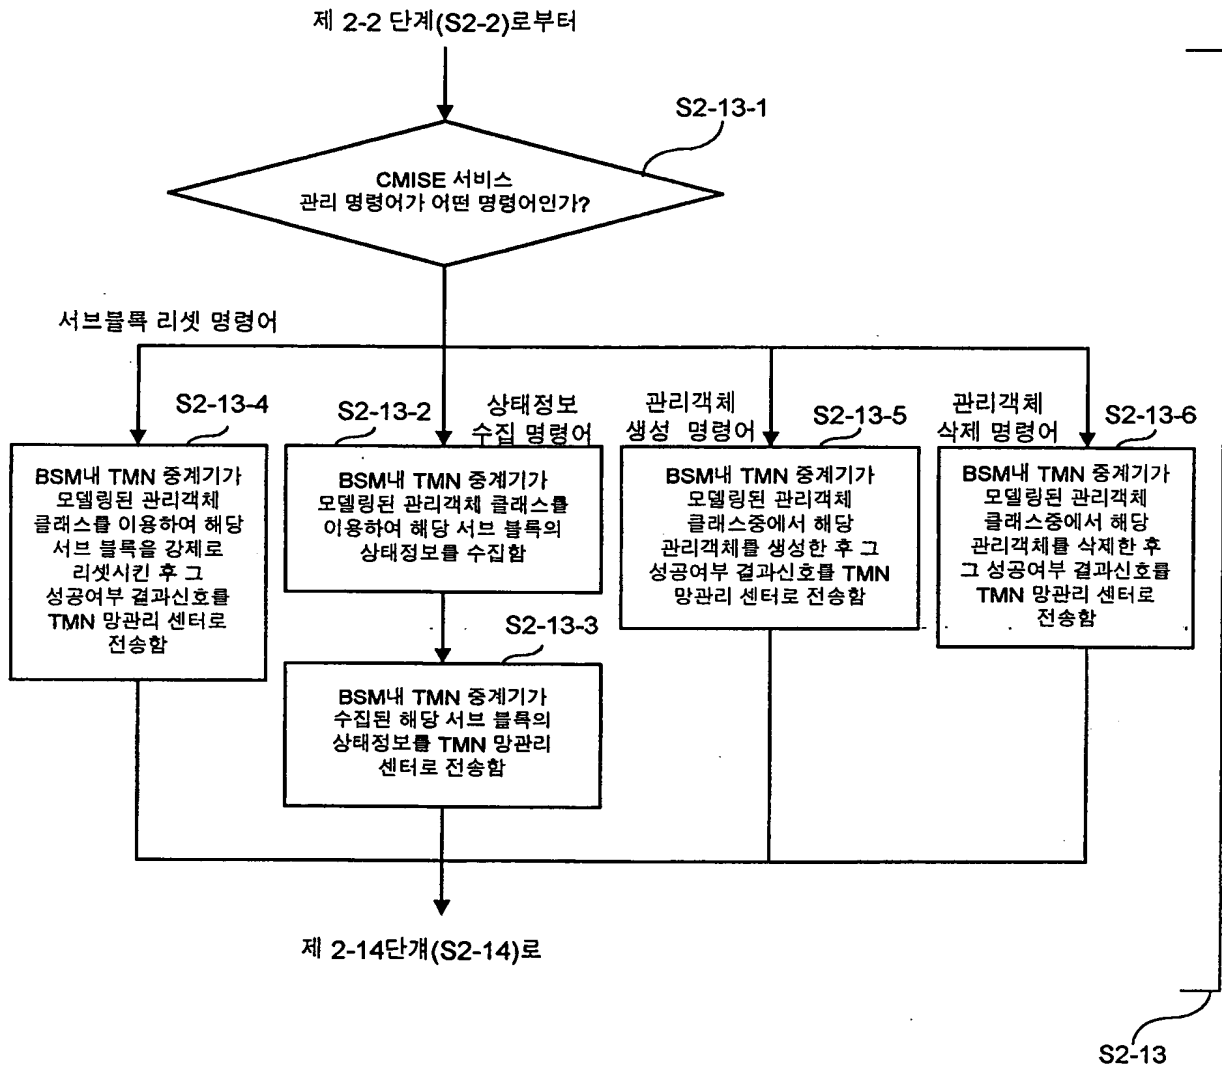 제 2-2 단계(S2-2)로부터
S2-13-1
CMISE 서비스
관리 명령어가 어떤 명령어인가?
서브블록 리셋 명령어
S2-13-4
BSM내 TMN 중계기가
모델링된 관리객체
클래스를 이용하여 해당
서브 블록을 강제로
리셋시킨 후 그
성공여부 결과신호를
TMN 망관리 센터로
전송함
상태정보
수집 명령어
S2-13-2
BSM내 TMN 중계기가
모델링된 관리객체 클래스를
이용하여 해당 서브 블록의
상태정보를 수집함
S2-13-3
BSM내 TMN 중계기가
수집된 해당 서브 블록의
상태정보를 TMN 망관리
센터로 전송함
관리객체
생성 명령어
S2-13-5
BSM내 TMN 중계기가
모델링된 관리객체
클래스중에서 해당
관리객체를 생성한 후 그
성공여부 결과신호를 TMN
망관리 센터로 전송함
관리객체
삭제 명령어
S2-13-6
BSM내 TMN 중계기가
모델링된 관리객체
클래스중에서 해당
관리객체를 삭제한 후
그 성공여부 결과신호를
TMN 망관리 센터로
전송함
제 2-14단걔(S2-14)로
S2-13